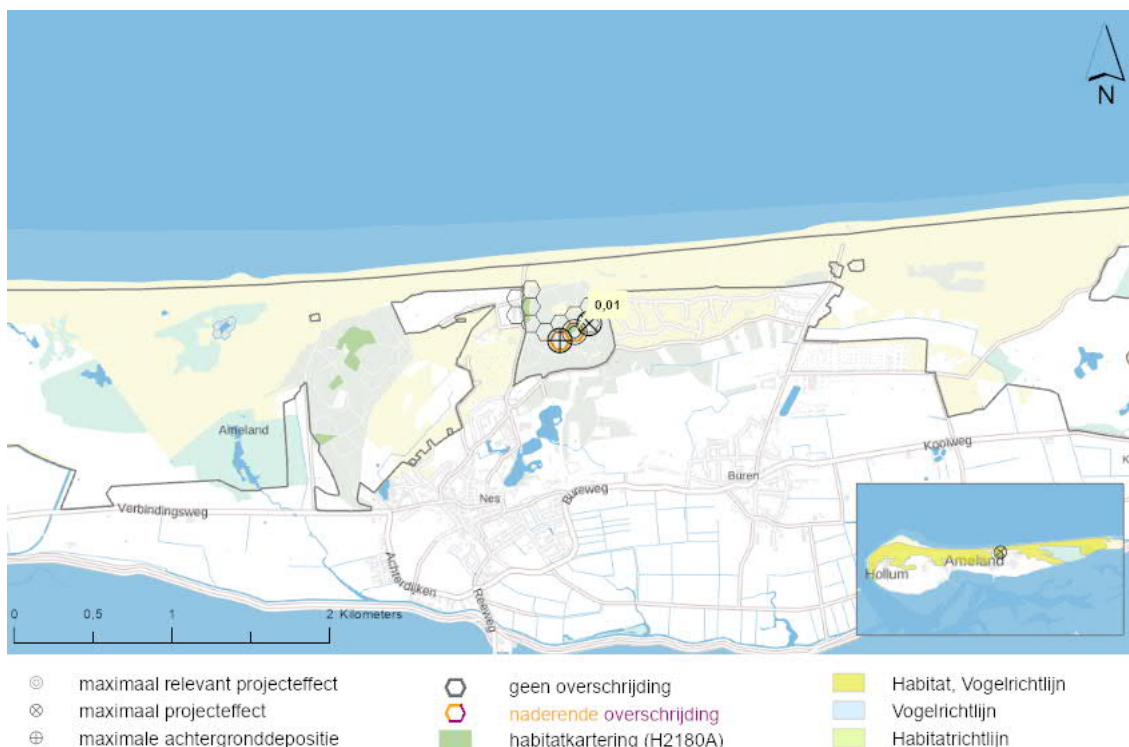 N
0,01
Ameland
Koolweg
K
Buren
Nes
Bureweg
Verbindingsweg
Achterdijken
Reeweg
Ameland
Hollum
0 0,5 1 2 Kilometers
maximaal relevant projecteffect
maximaal projecteffect
maximale achtergronddepositie
geen overschrijding
naderende overschrijding
habitatkartering (H2180A)
Habitat, Vogelrichtlijn
Vogelrichtlijn
Habitatrichtlijn